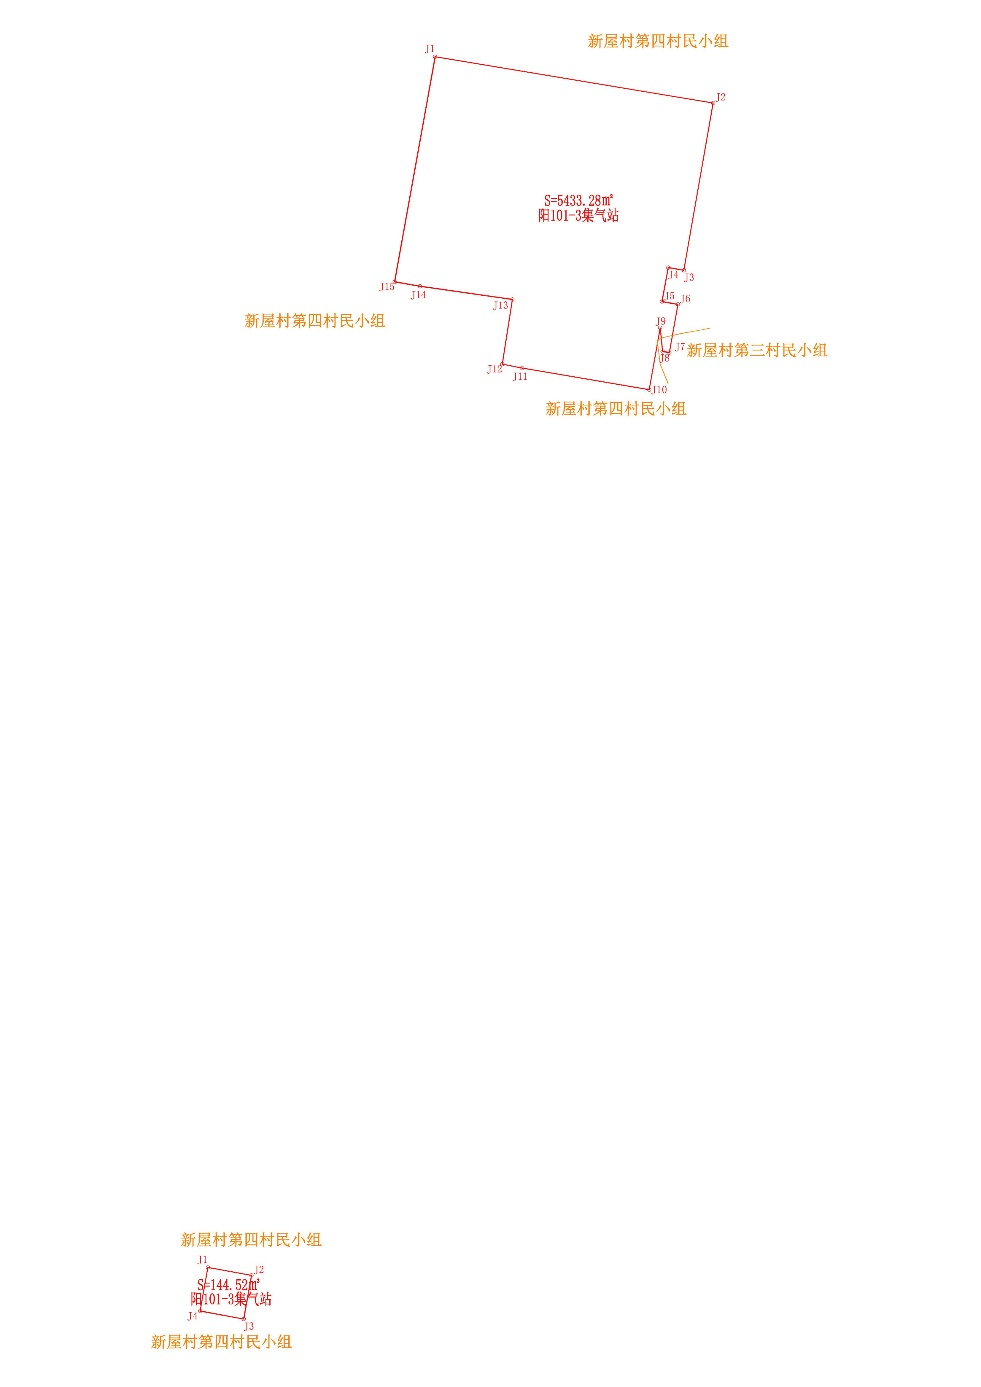 新屋村第四村民小组
J1
J2
S=5433.28㎡
阳101-3集气站
J4
J3
J15
J14
J5
J6
J13
新屋村第四村民小组
J9
J7
新屋村第三村民小组
J8
J12
J11
J10
新屋村第四村民小组
新屋村第四村民小组
J1
J2
S=144.52㎡
阳101-3集气站
J4
J3
新屋村第四村民小组